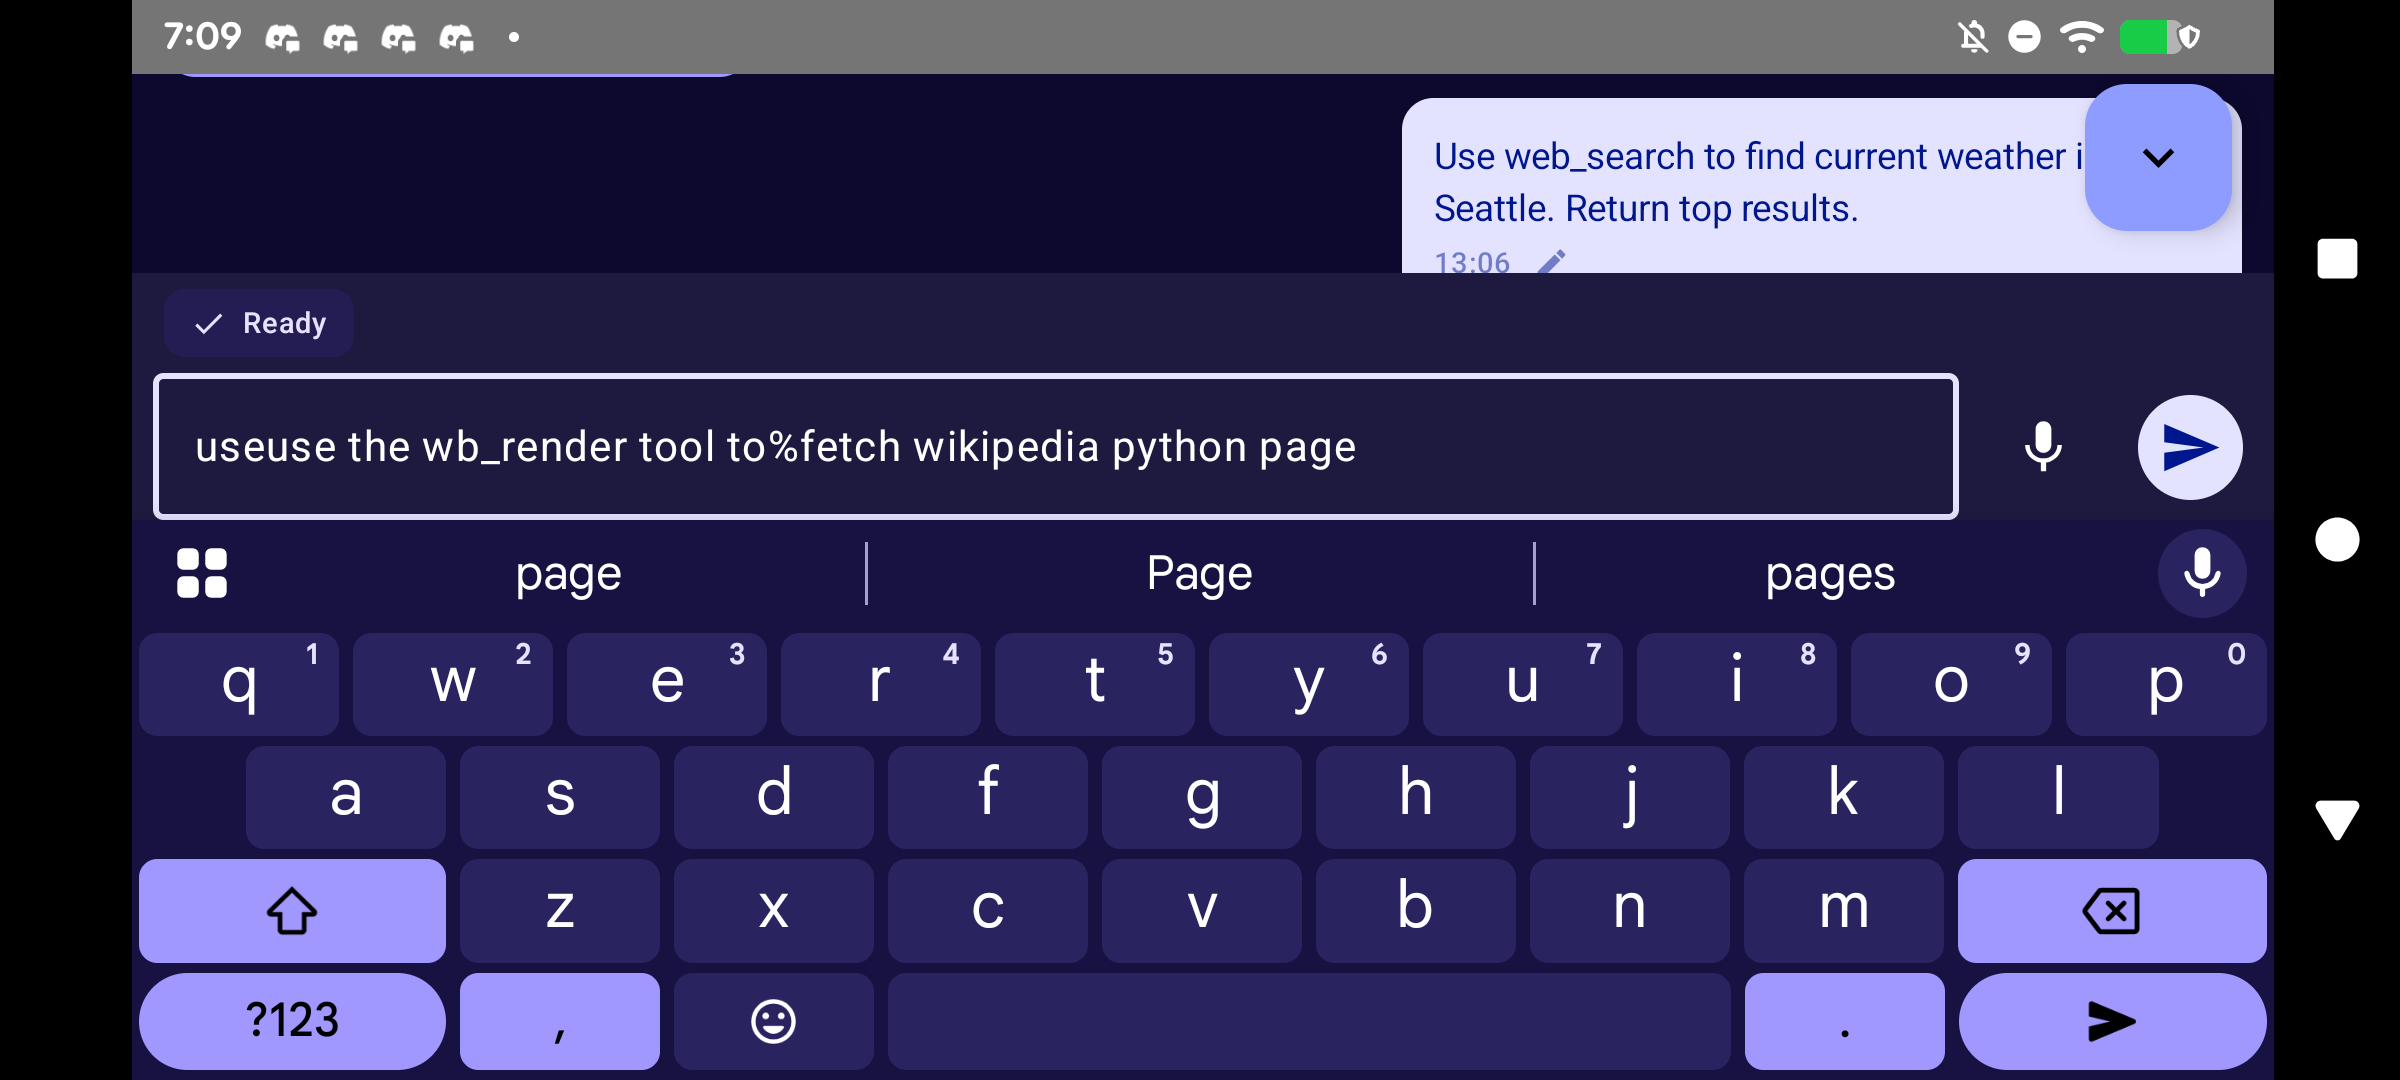 7:09
Use web_search to find current weather i
Seattle. Return top results.
13:06
Ready
useuse the wb_render tool to%fetch wikipedia python page
page Page pages
q 1 w 2 e 3 r 4 t 5 y 6 u 7 i 8 o 9 p 0
a s d f g h j k l
z x c v b n m
?123 , .